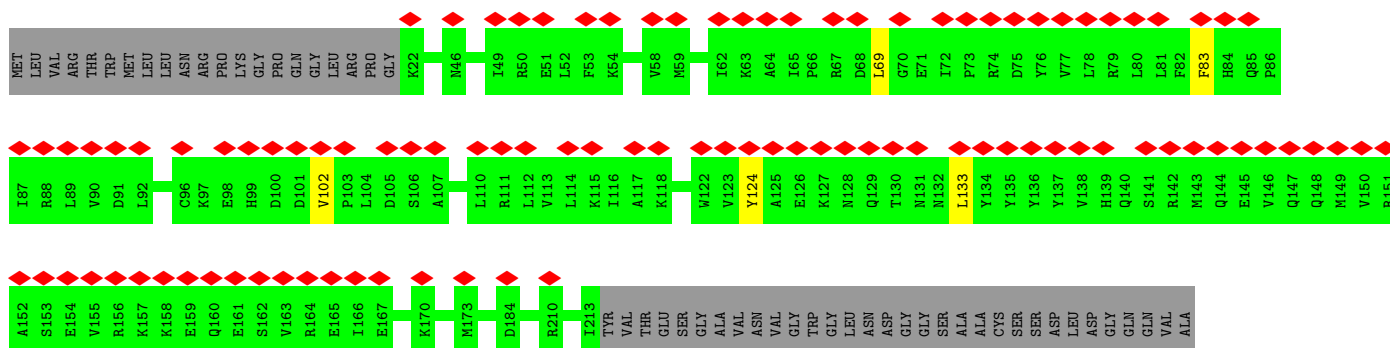 MET LEU VAL ARG THR TRP MET LEU LEU ASN ARG PRO LYS GLY PRO GLN GLY LEU ARG PRO GLY K22 N46 I49 R50 E51 L52 F53 K54 V58 M59 I62 K63 A64 I65 P66 R67 D68 L69 G70 E71 I72 P73 R74 D75 Y76 V77 L78 R79 L80 L81 F82 F83 H84 Q85 P86
I87 R88 L89 V90 D91 L92 C96 K97 E98 H99 D100 D101 V102 P103 L104 D105 S106 A107 L110 R111 L112 V113 L114 K115 I116 A117 K118 W122 V123 Y124 A125 E126 K127 N128 Q129 T130 N131 N132 L133 Y134 Y135 Y136 Y137 V138 H139 Q140 S141 R142 M143 Q144 E145 V146 Q147 Q148 M149 V150 R151
A152 S153 E154 V155 R156 K157 K158 E159 Q160 E161 S162 V163 R164 E165 I166 E167 K170 M173 D184 R210 I213 TYR VAL THR GLU SER GLY ALA VAL ASN VAL GLY TRP GLY LEU ASN ASP GLY GLY SER ALA ALA CYS SER SER ASP LEU ASP GLY GLN GLN VAL ALA